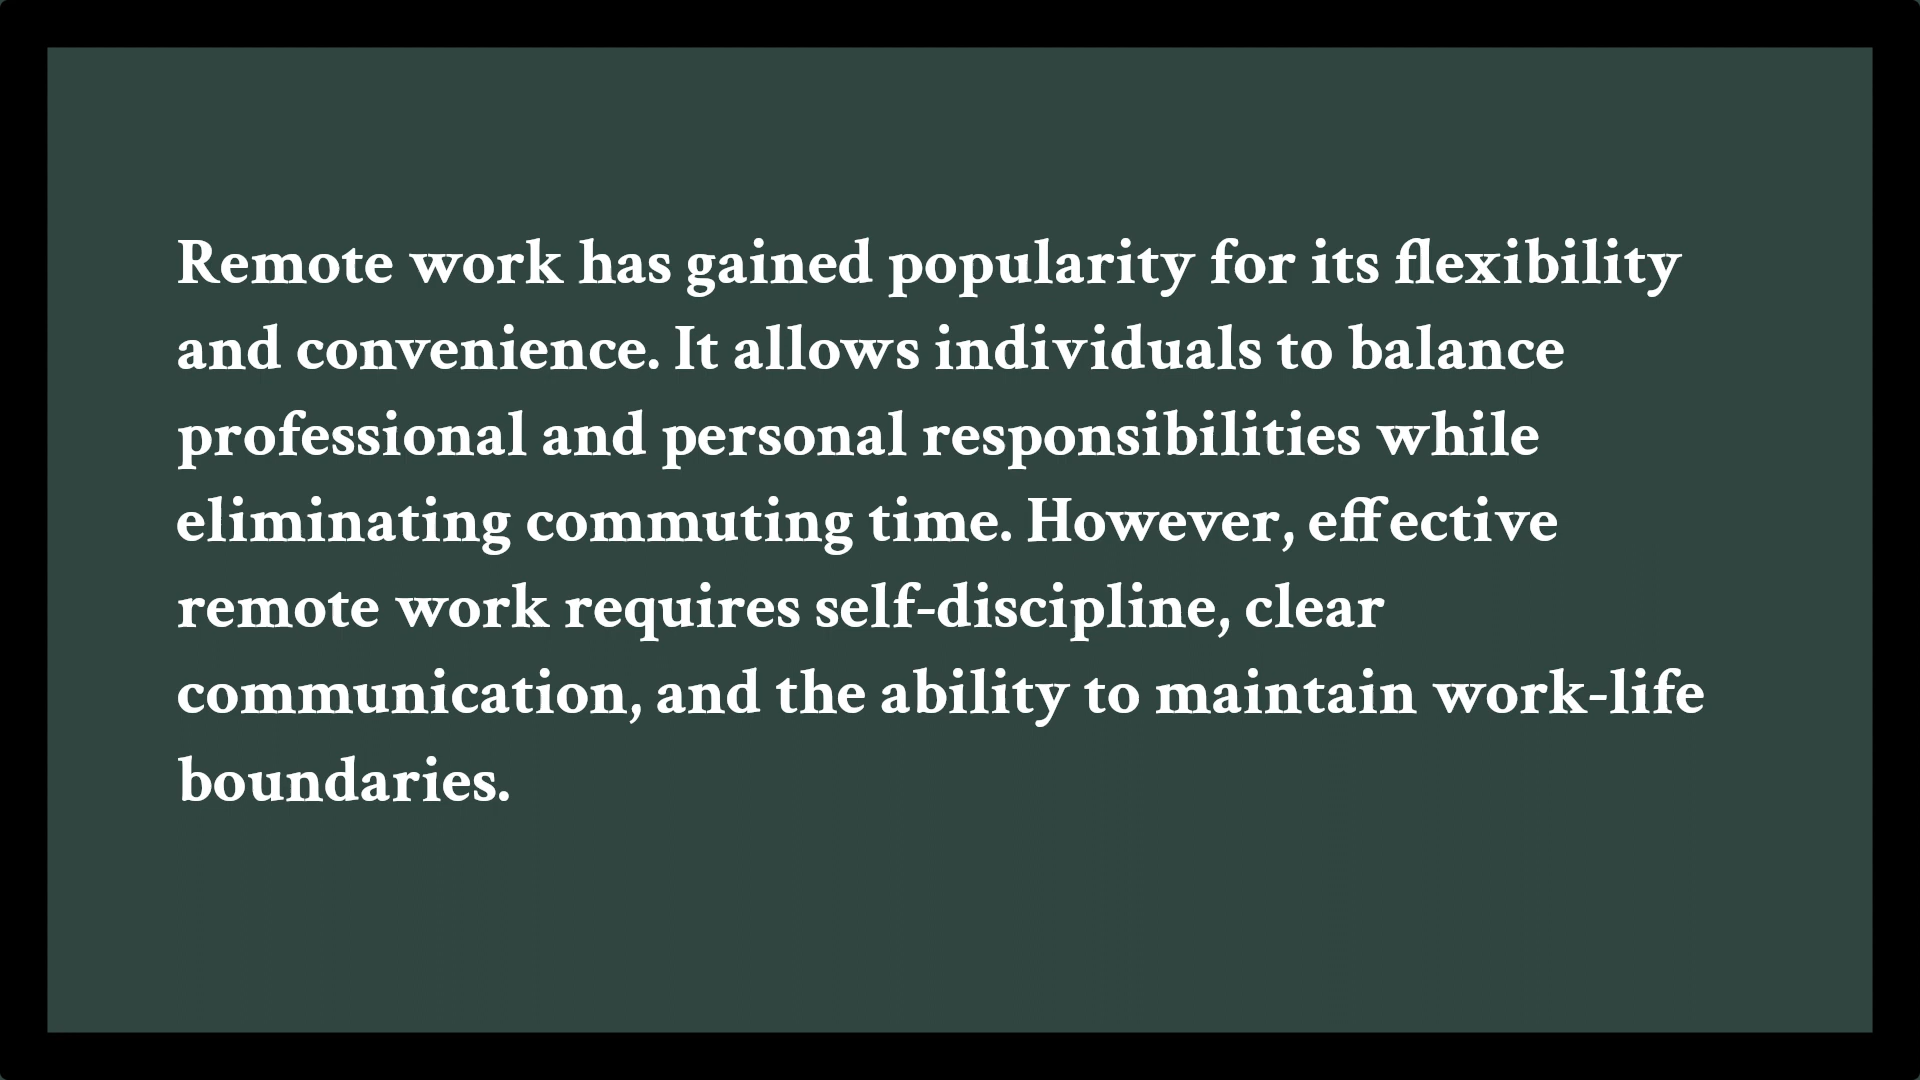 Remote work has gained popularity for its flexibility
and convenience. It allows individuals to balance
professional and personal responsibilities while
eliminating commuting time. However, effective
remote work requires self-discipline, clear
communication, and the ability to maintain work-life
boundaries.